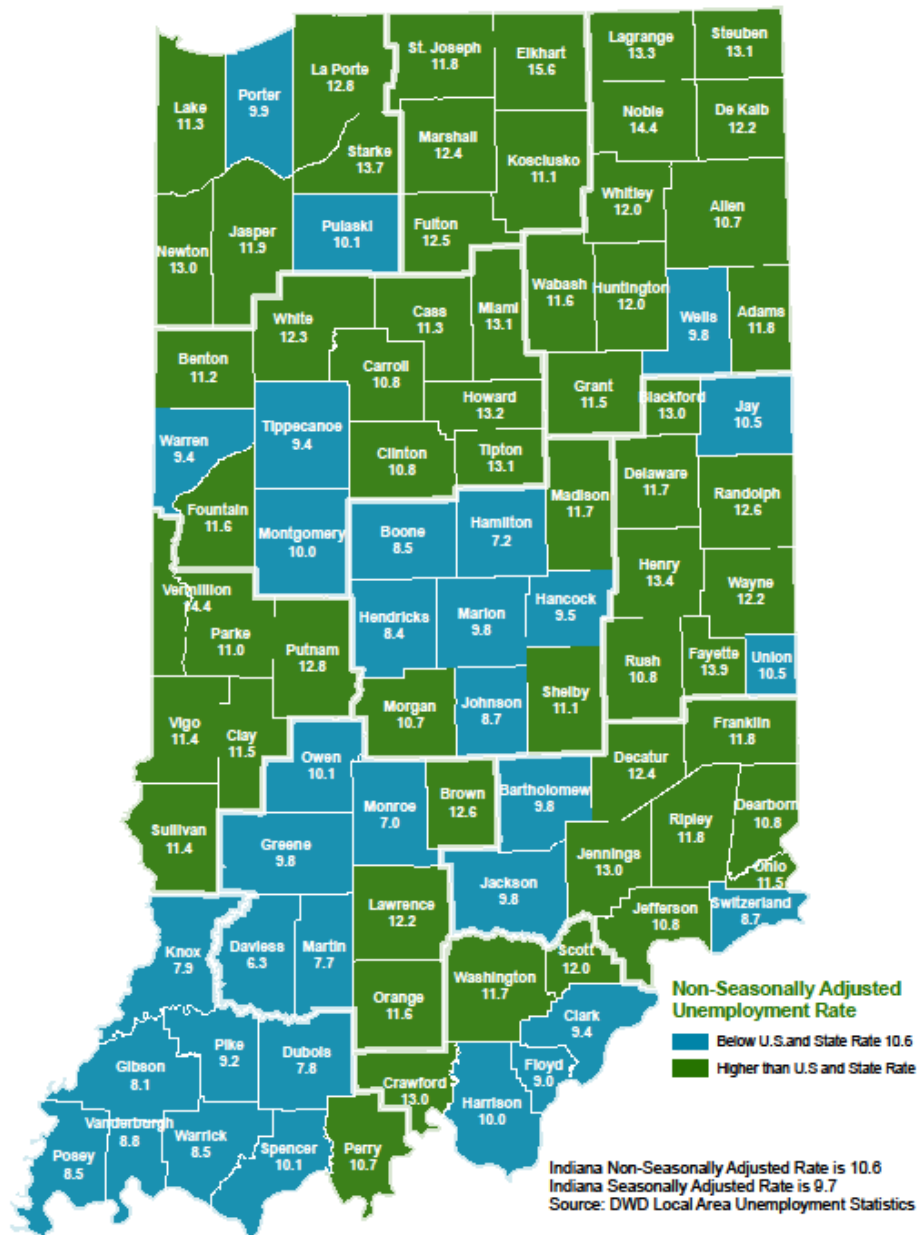 St. Joseph
11.8
Elkhart
15.6
Lagrange
13.3
Steuben
13.1
La Porte
12.8
Lake
11.3
Porter
9.9
Noble
14.4
De Kalb
12.2
Marshall
12.4
Starke
13.7
Kosciusko
11.1
Whitley
12.0
Allen
10.7
Newton
13.0
Jasper
11.9
Pulaski
10.1
Fulton
12.5
Wabash
11.6
Huntington
12.0
Wells
9.8
Adams
11.8
White
12.3
Cass
11.3
Miami
13.1
Benton
11.2
Carroll
10.8
Howard
13.2
Grant
11.5
Blackford
13.0
Jay
10.5
Warren
9.4
Tippecanoe
9.4
Clinton
10.8
Tipton
13.1
Madison
11.7
Delaware
11.7
Randolph
12.6
Fountain
11.6
Montgomery
10.0
Boone
8.5
Hamilton
7.2
Henry
13.4
Wayne
12.2
Vermillion
14.4
Parke
11.0
Putnam
12.8
Hendricks
8.4
Marion
9.8
Hancock
9.5
Rush
10.8
Fayette
13.9
Union
10.5
Vigo
11.4
Clay
11.5
Morgan
10.7
Johnson
8.7
Shelby
11.1
Franklin
11.8
Owen
10.1
Decatur
12.4
Sullivan
11.4
Greene
9.8
Monroe
7.0
Brown
12.6
Bartholomew
9.8
Ripley
11.8
Dearborn
10.8
Jennings
13.0
Ohio
11.5
Jackson
9.8
Lawrence
12.2
Jefferson
10.8
Switzerland
8.7
Knox
7.9
Daviess
6.3
Martin
7.7
Scott
12.0
Washington
11.7
Orange
11.6
Clark
9.4
Gibson
8.1
Pike
9.2
Dubois
7.8
Crawford
13.0
Floyd
9.0
Harrison
10.0
Posey
8.5
Vanderburgh
8.8
Warrick
8.5
Spencer
10.1
Perry
10.7
Non-Seasonally Adjusted
Unemployment Rate
Below U.S.and State Rate 10.6
Higher than U.S and State Rate
Indiana Non-Seasonally Adjusted Rate is 10.6
Indiana Seasonally Adjusted Rate is 9.7
Source: DWD Local Area Unemployment Statistics